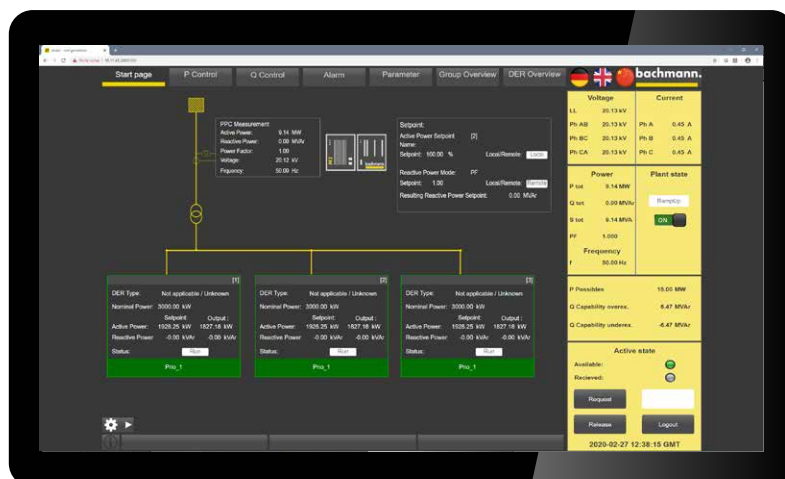 Start page
P Control
Q Control
Alarm
Parameter
Group Overview
DER Overview
bachmann.
PPC Measurement
Active Power: 9.14 MW
Reactive Power: 0.00 MVAr
Power Factor: 1.00
Voltage: 20.12 kV
Frquency 50.00 Hz
bachmann
Setpoint:
Active Power Setpoint [2]
Name:
Setpoint: 100.00 % Local/Remote Local
Reactive Power Mode: PF
Setpoint: 1.00 Local/Remote Remote
Resulting Reactive Power Setpoint: 0.00 MVAr
Voltage
LL 20.13 kV
Ph AB 20.13 kV
Ph BC 20.13 kV
Ph CA 20.13 kV
Current
Ph A 0.45 A
Ph B 0.45 A
Ph C 0.45 A
Power
P tot 9.14 MW
Q tot 0.00 MVAr
S tot 9.14 MVA
PF 1.000
Frequency
f 50.00 Hz
Plant state
RampUp
ON
[1]
DER Type: Not applicable / Unknown
Nominal Power: 3000.00 kW
Setpoint: Output :
Active Power: 1928.25 kW 1827.18 kW
Reactive Power -0.00 kVAr -0.00 kVAr
Status: Run
Prio_1
[2]
DER Type: Not applicable / Unknown
Nominal Power: 3000.00 kW
Setpoint: Output :
Active Power: 1928.25 kW 1827.18 kW
Reactive Power -0.00 kVAr -0.00 kVAr
Status: Run
Prio_1
[3]
DER Type: Not applicable / Unknown
Nominal Power: 3000.00 kW
Setpoint: Output :
Active Power: 1928.25 kW 1827.18 kW
Reactive Power -0.00 kVAr -0.00 kVAr
Status: Run
Prio_1
P Possibles 15.00 MW
Q Capability overex. 6.47 MVAr
Q Capability underex. -6.47 MVAr
Active state
Available:
Recieved:
Request
Release
Logout
2020-02-27 12:38:15 GMT